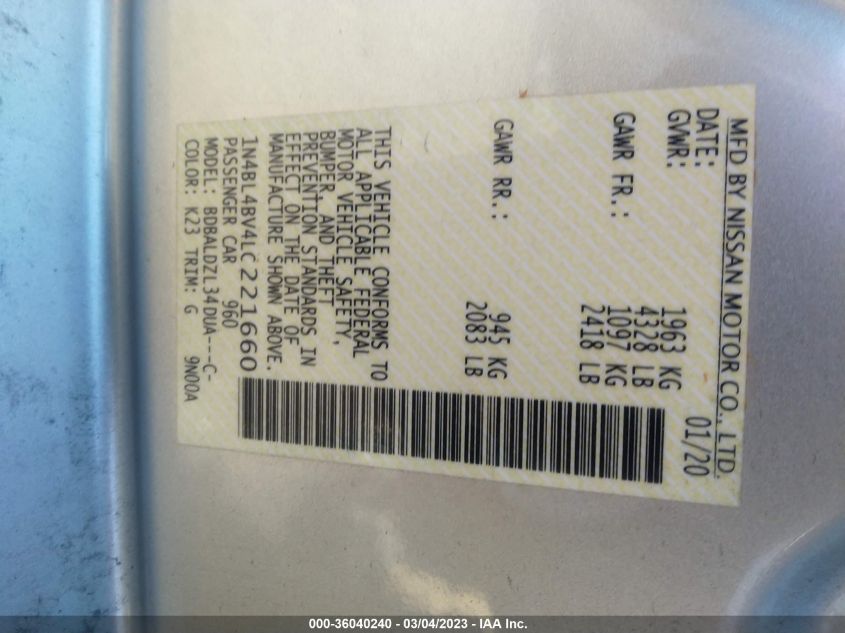 MFD BY NISSAN MOTOR CO., LTD.
DATE: 01/20
GVWR: 1963 KG
4328 LB
GAWR FR.: 1097 KG
2418 LB
GAWR RR.: 945 KG
2083 LB
THIS VEHICLE CONFORMS TO
ALL APPLICABLE FEDERAL
MOTOR VEHICLE SAFETY,
BUMPER, AND THEFT
PREVENTION STANDARDS IN
EFFECT ON THE DATE OF
MANUFACTURE SHOWN ABOVE.
1N4BL4BV4LC221660
PASSENGER CAR 960
MODEL: BDBALDZL34DUA---C-
COLOR: K23 TRIM: G 9N00A
000-36040240 - 03/04/2023 - IAA Inc.